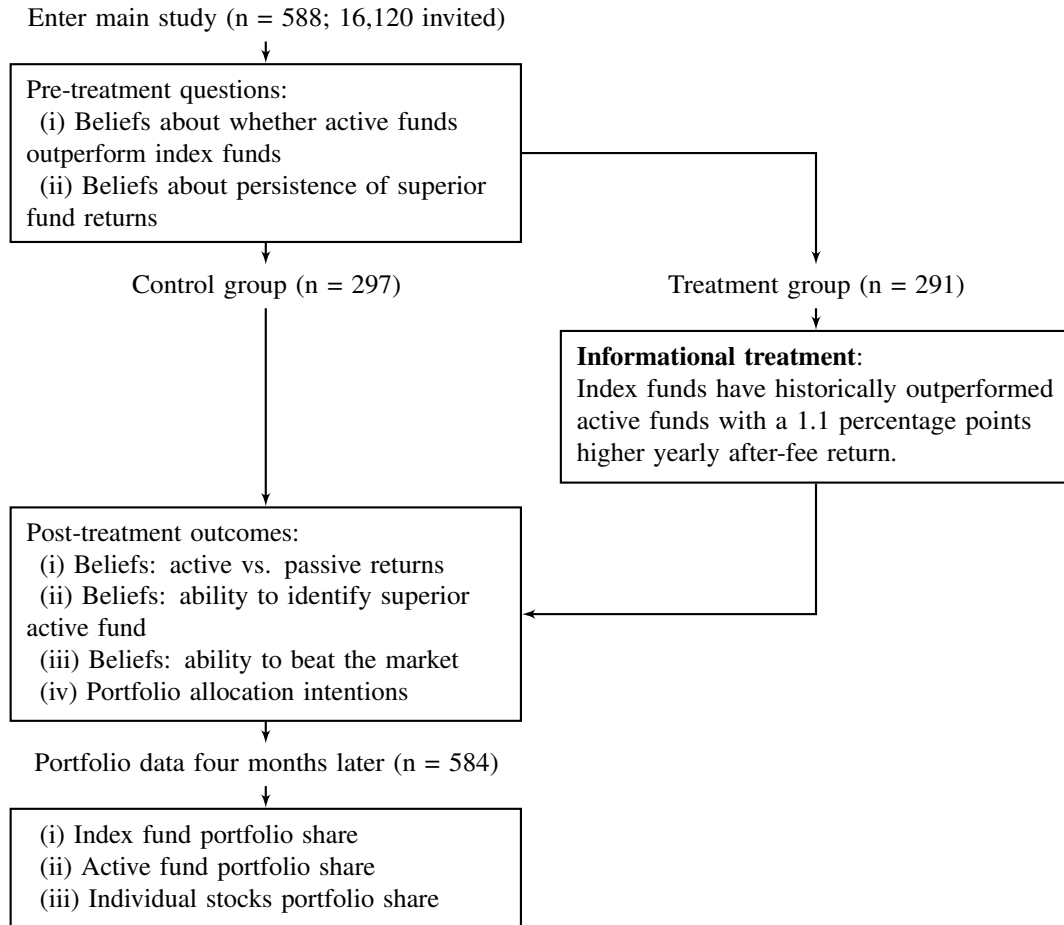 Enter main study (n = 588; 16,120 invited)
Pre-treatment questions:
(i) Beliefs about whether active funds
outperform index funds
(ii) Beliefs about persistence of superior
fund returns
Control group (n = 297)
Treatment group (n = 291)
Informational treatment:
Index funds have historically outperformed
active funds with a 1.1 percentage points
higher yearly after-fee return.
Post-treatment outcomes:
(i) Beliefs: active vs. passive returns
(ii) Beliefs: ability to identify superior
active fund
(iii) Beliefs: ability to beat the market
(iv) Portfolio allocation intentions
Portfolio data four months later (n = 584)
(i) Index fund portfolio share
(ii) Active fund portfolio share
(iii) Individual stocks portfolio share